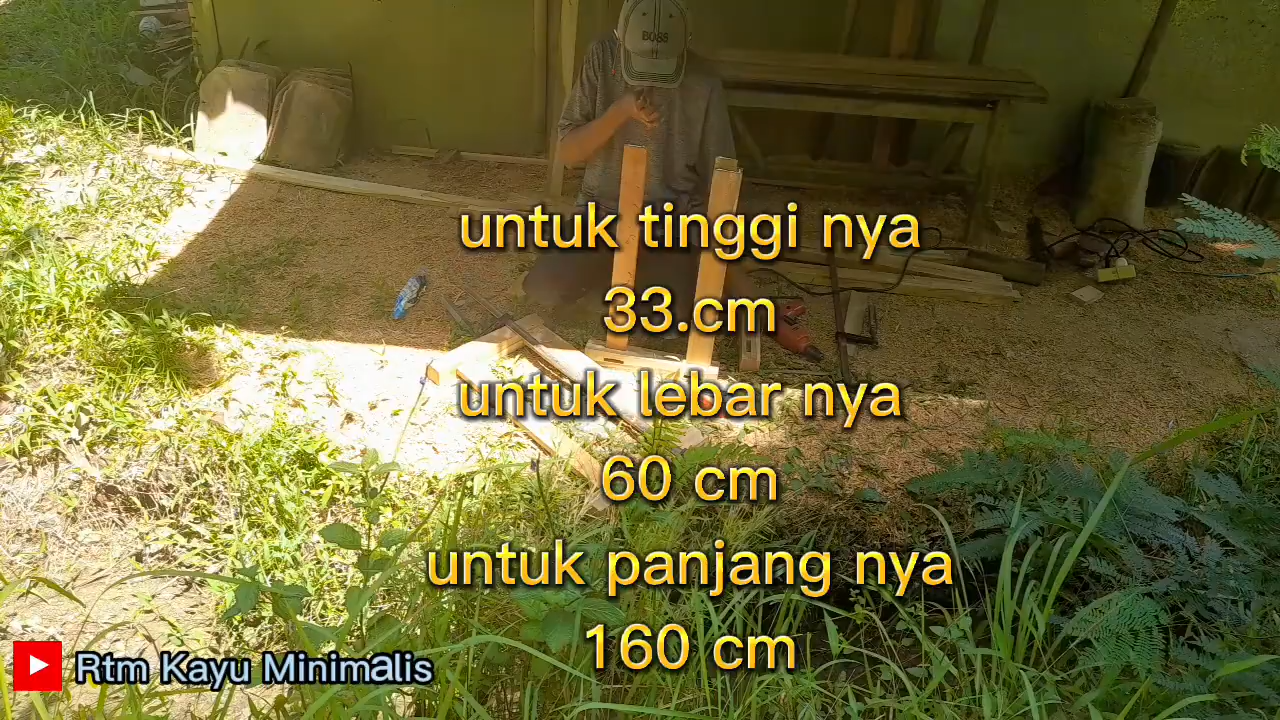 BOSS
untuk tinggi nya
33.cm
untuk lebar nya
60 cm
untuk panjang nya
160 cm
Rtm Kayu Minimalis